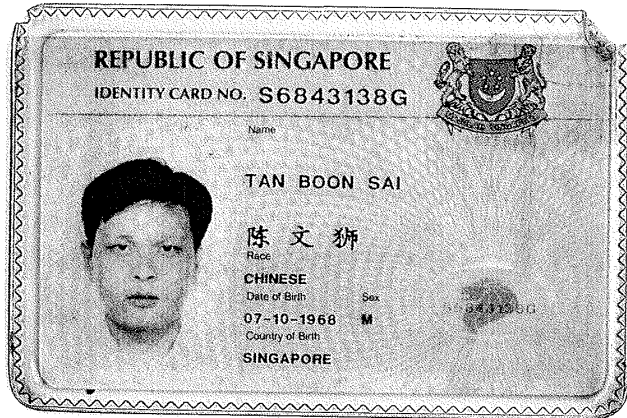 REPUBLIC OF SINGAPORE
IDENTITY CARD NO. S6843138G
Name
TAN BOON SAI
陈文狮
Race
CHINESE
Date of Birth Sex
07-10-1968 M
Country of Birth
SINGAPORE